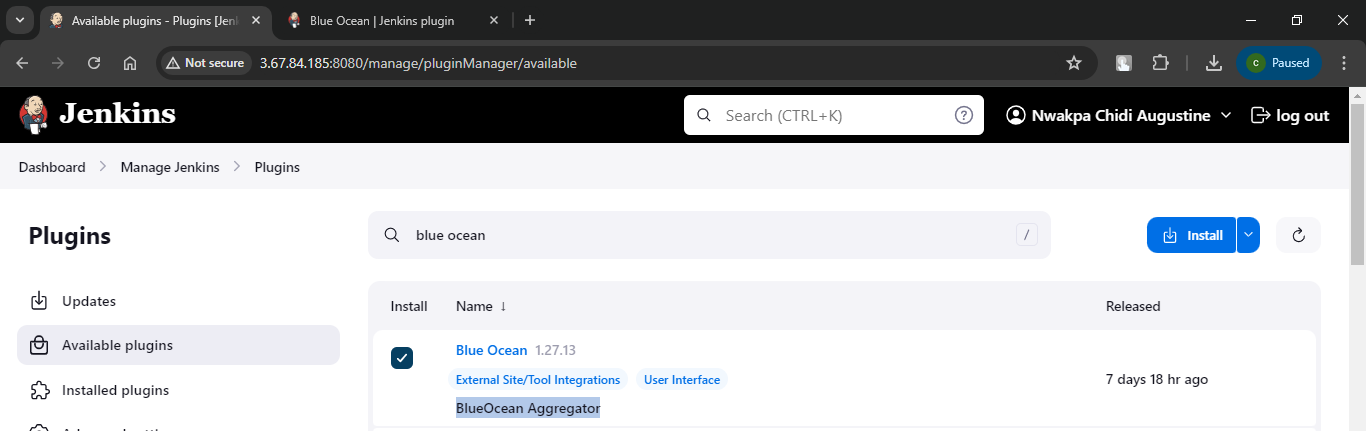 Available plugins - Plugins [Jen
Blue Ocean | Jenkins plugin
Not secure
3.67.84.185:8080/manage/pluginManager/available
C
Paused
Jenkins
Search (CTRL+K)
?
Nwakpa Chidi Augustine
log out
Dashboard
Manage Jenkins
Plugins
Plugins
blue ocean
/
Install
Updates
Available plugins
Installed plugins
Install
Name ↓
Released
Blue Ocean 1.27.13
External Site/Tool Integrations
User Interface
BlueOcean Aggregator
7 days 18 hr ago